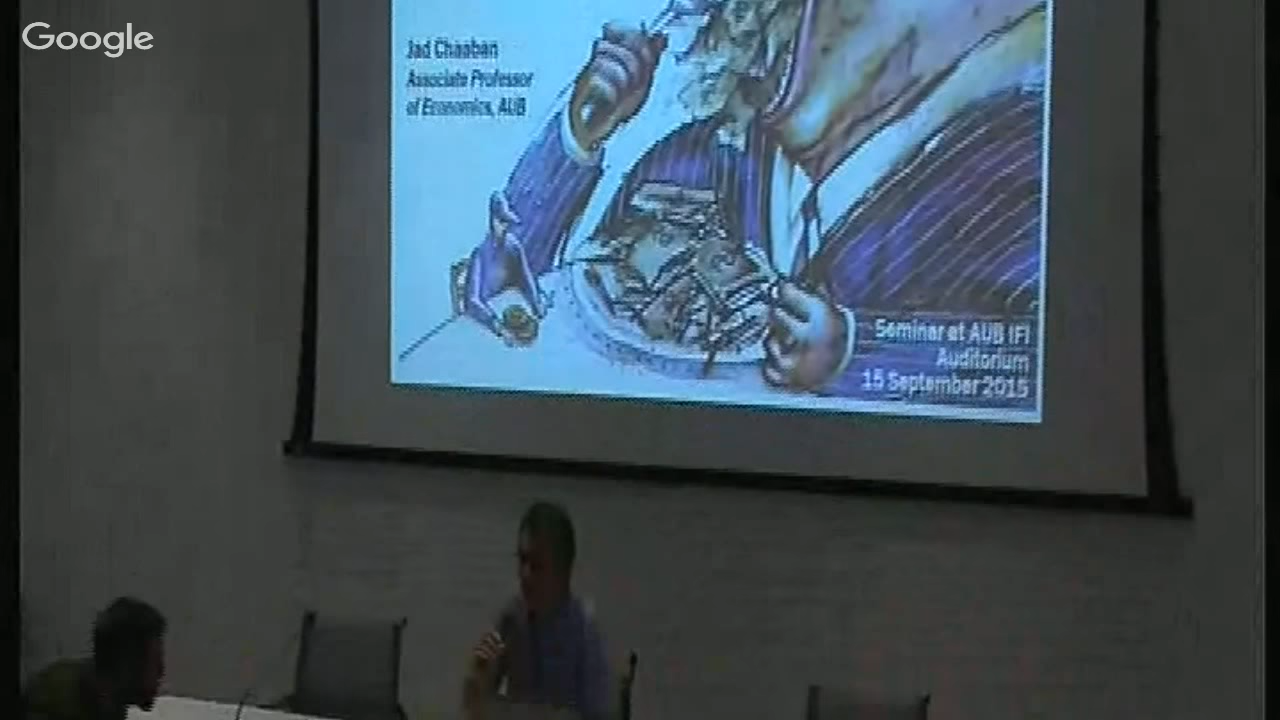 Google
Jad Chaaban
Associate Professor
of Economics, AUB
Seminar at AUB IFI
Auditorium
15 September 2015